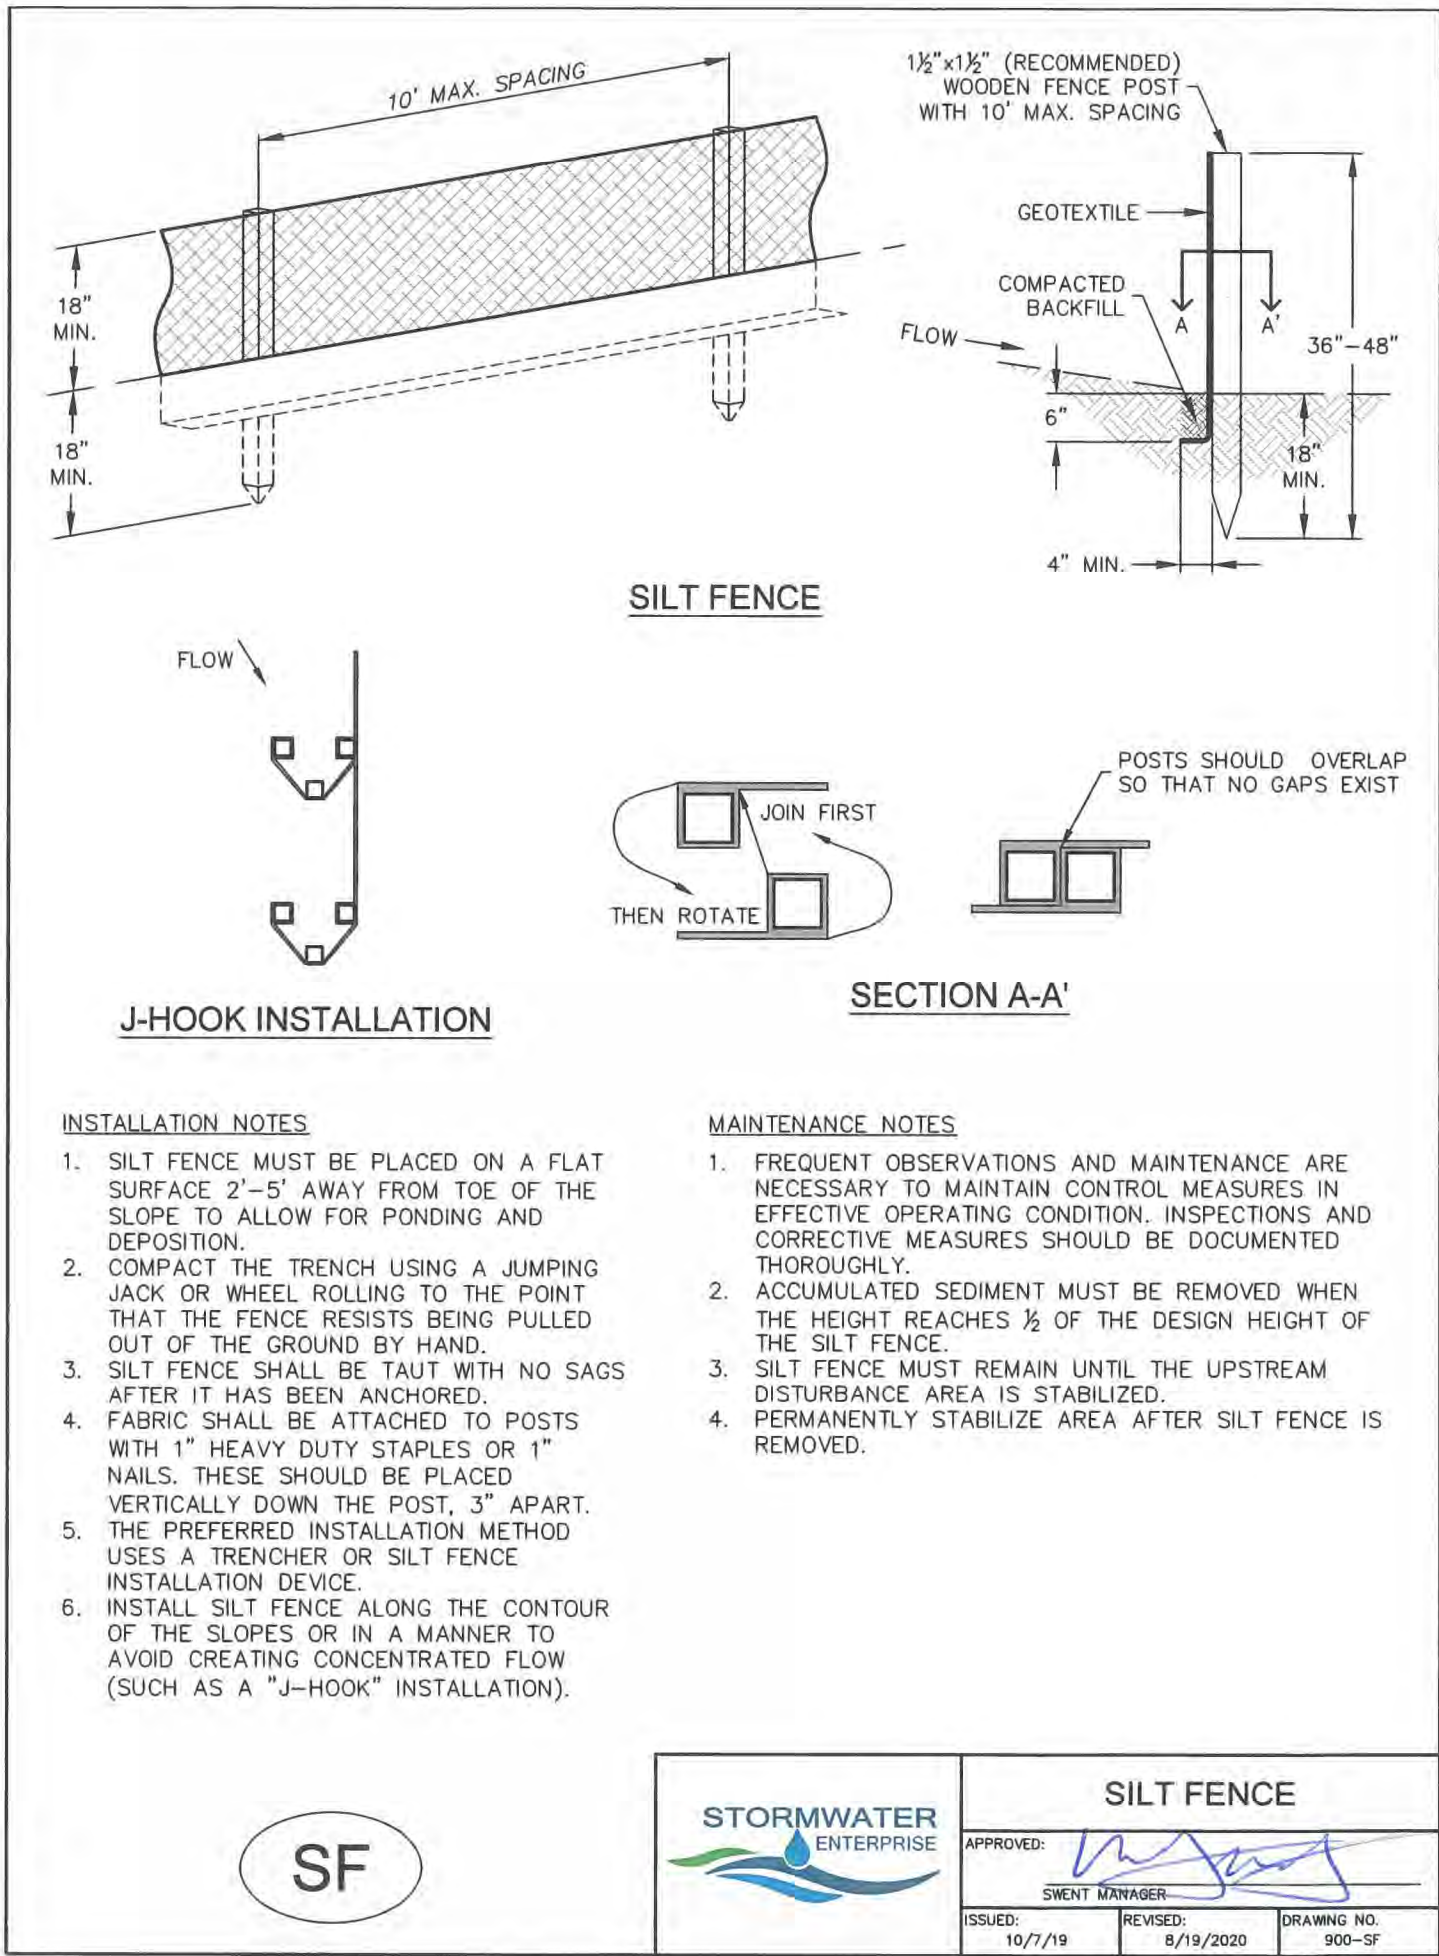 10' MAX. SPACING
1½"x1½" (RECOMMENDED)
WOODEN FENCE POST
WITH 10' MAX. SPACING
GEOTEXTILE
COMPACTED
BACKFILL
FLOW
A
A'
36"-48"
6"
18"
MIN.
4" MIN.
18"
MIN.
18"
MIN.
SILT FENCE
FLOW
J-HOOK INSTALLATION
JOIN FIRST
THEN ROTATE
POSTS SHOULD OVERLAP
SO THAT NO GAPS EXIST
SECTION A-A'
INSTALLATION NOTES
1. SILT FENCE MUST BE PLACED ON A FLAT
SURFACE 2'-5' AWAY FROM TOE OF THE
SLOPE TO ALLOW FOR PONDING AND
DEPOSITION.
2. COMPACT THE TRENCH USING A JUMPING
JACK OR WHEEL ROLLING TO THE POINT
THAT THE FENCE RESISTS BEING PULLED
OUT OF THE GROUND BY HAND.
3. SILT FENCE SHALL BE TAUT WITH NO SAGS
AFTER IT HAS BEEN ANCHORED.
4. FABRIC SHALL BE ATTACHED TO POSTS
WITH 1" HEAVY DUTY STAPLES OR 1"
NAILS. THESE SHOULD BE PLACED
VERTICALLY DOWN THE POST, 3" APART.
5. THE PREFERRED INSTALLATION METHOD
USES A TRENCHER OR SILT FENCE
INSTALLATION DEVICE.
6. INSTALL SILT FENCE ALONG THE CONTOUR
OF THE SLOPES OR IN A MANNER TO
AVOID CREATING CONCENTRATED FLOW
(SUCH AS A "J-HOOK" INSTALLATION).
MAINTENANCE NOTES
1. FREQUENT OBSERVATIONS AND MAINTENANCE ARE
NECESSARY TO MAINTAIN CONTROL MEASURES IN
EFFECTIVE OPERATING CONDITION. INSPECTIONS AND
CORRECTIVE MEASURES SHOULD BE DOCUMENTED
THOROUGHLY.
2. ACCUMULATED SEDIMENT MUST BE REMOVED WHEN
THE HEIGHT REACHES ½ OF THE DESIGN HEIGHT OF
THE SILT FENCE.
3. SILT FENCE MUST REMAIN UNTIL THE UPSTREAM
DISTURBANCE AREA IS STABILIZED.
4. PERMANENTLY STABILIZE AREA AFTER SILT FENCE IS
REMOVED.
SF
STORMWATER
ENTERPRISE
SILT FENCE
APPROVED:
SWENT MANAGER
ISSUED:
10/7/19
REVISED:
8/19/2020
DRAWING NO.
900-SF